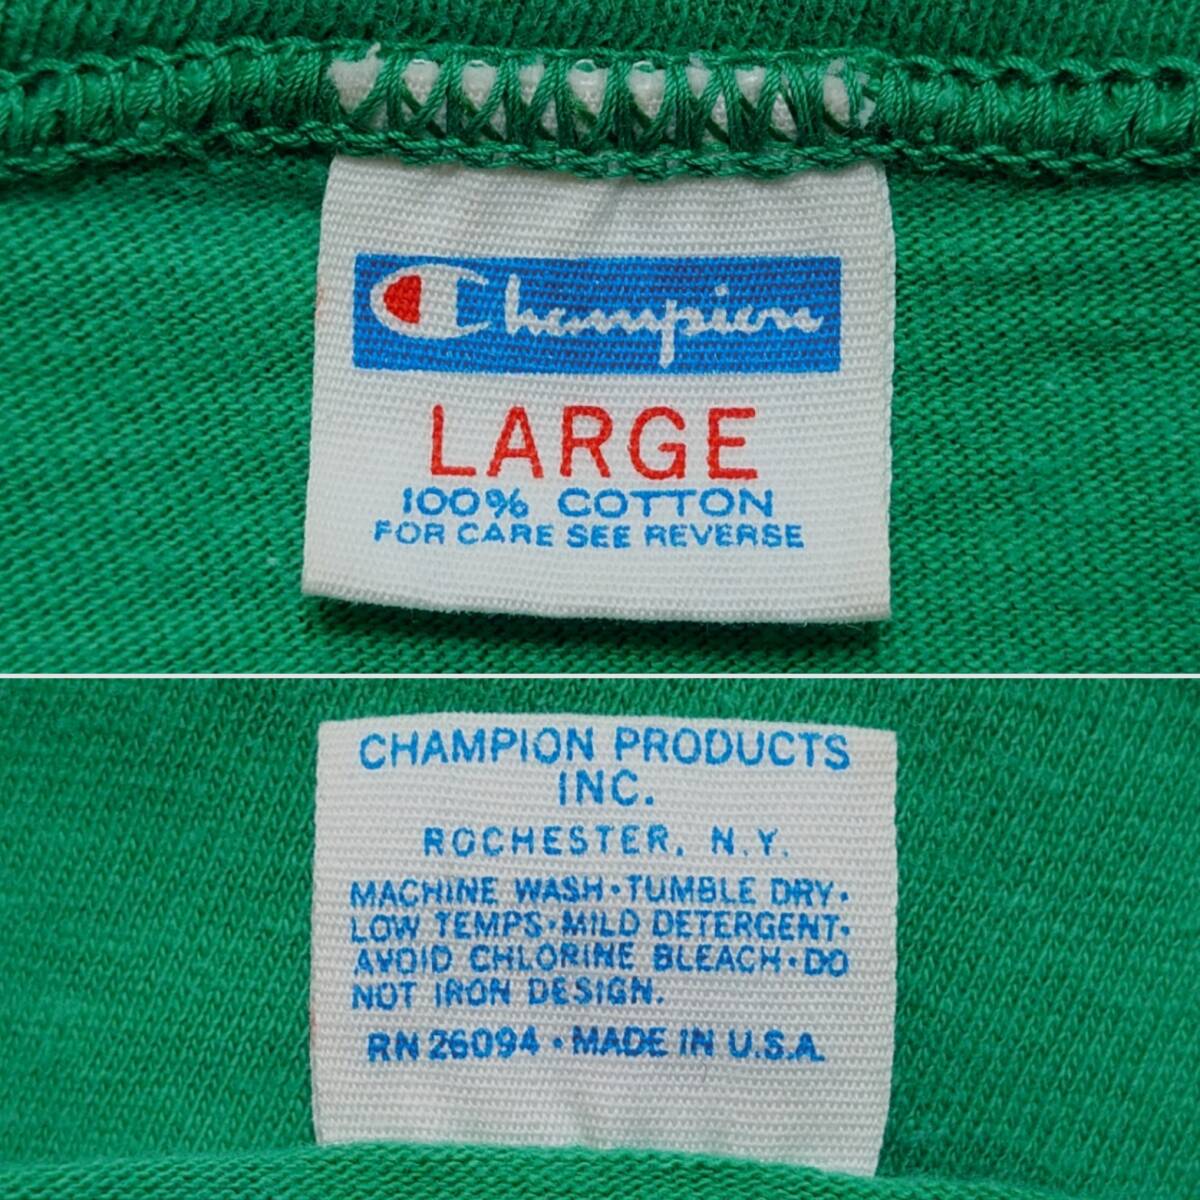 Champion
LARGE
100% COTTON
FOR CARE SEE REVERSE
CHAMPION PRODUCTS
INC.
ROCHESTER, N.Y.
MACHINE WASH·TUMBLE DRY·
LOW TEMPS·MILD DETERGENT·
AVOID CHLORINE BLEACH·DO
NOT IRON DESIGN.
RN 26094 · MADE IN U.S.A.